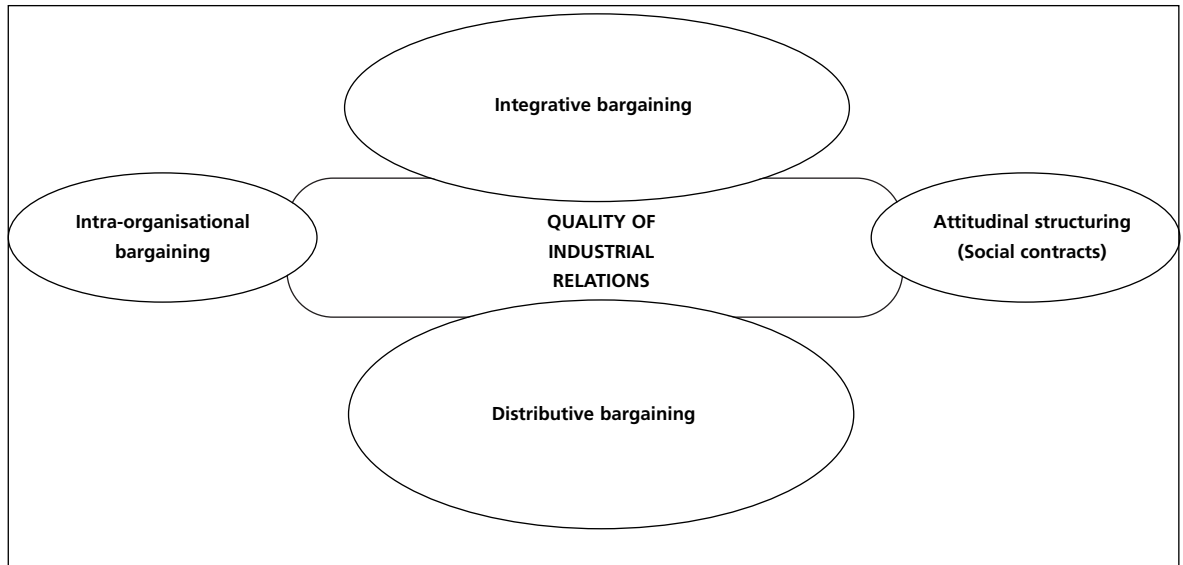 Integrative bargaining
Intra-organisational
bargaining
QUALITY OF
INDUSTRIAL
RELATIONS
Attitudinal structuring
(Social contracts)
Distributive bargaining